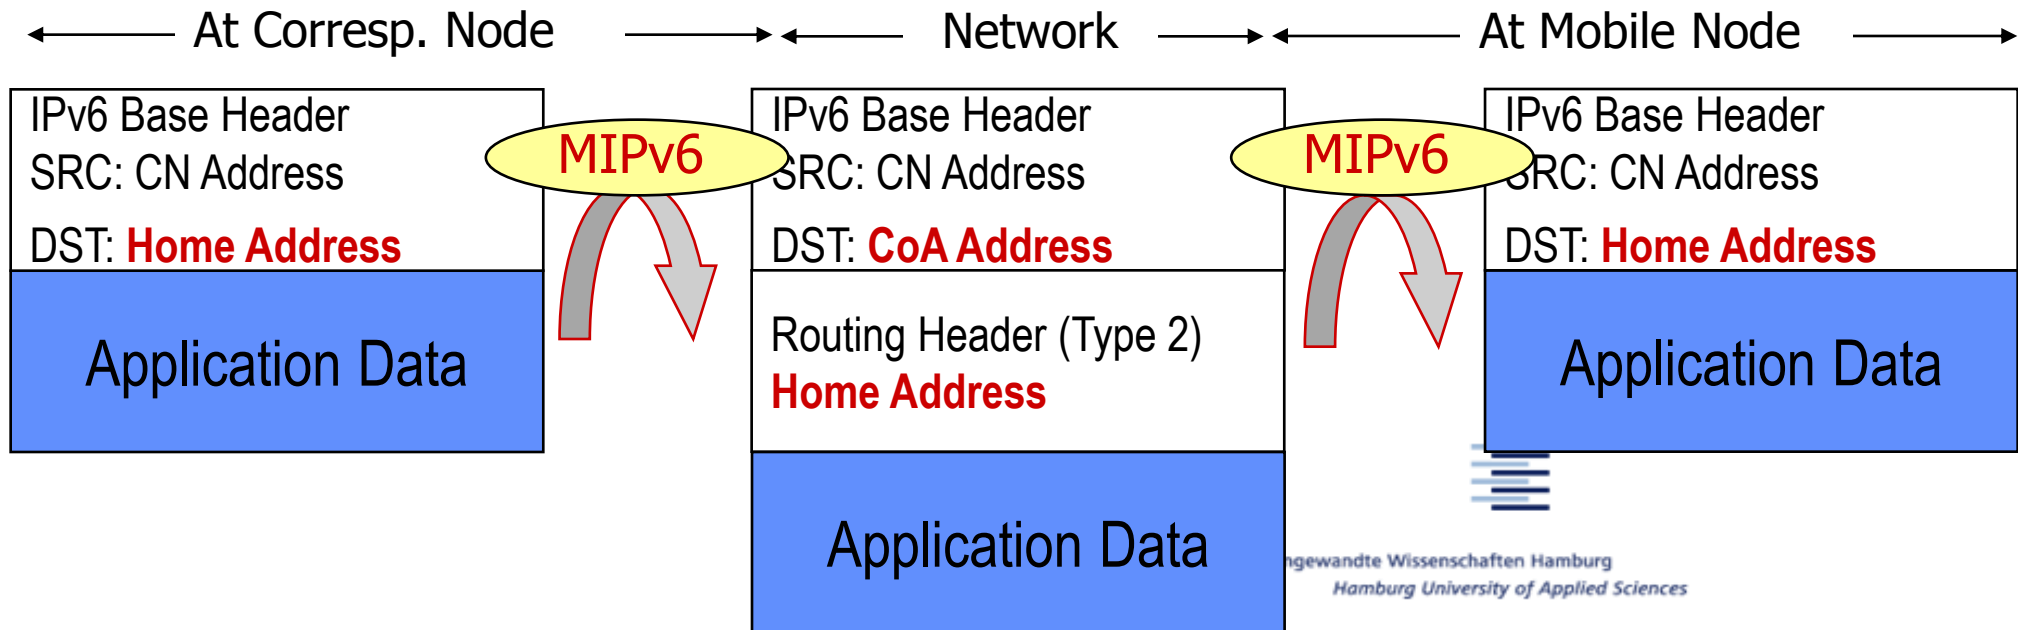 At Corresp. Node
Network
At Mobile Node
IPv6 Base Header
SRC: CN Address
DST: Home Address
Application Data
MIPv6
IPv6 Base Header
SRC: CN Address
DST: CoA Address
Routing Header (Type 2)
Home Address
Application Data
MIPv6
IPv6 Base Header
SRC: CN Address
DST: Home Address
Application Data
ngewandte Wissenschaften Hamburg
Hamburg University of Applied Sciences